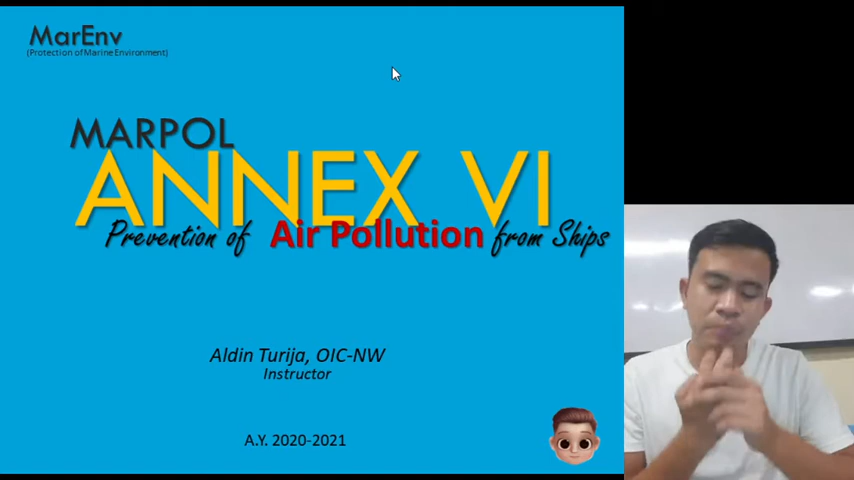 MarEnv
(Protection of Marine Environment)
MARPOL
ANNEX VI
Prevention of Air Pollution from Ships
Aldin Turija, OIC-NW
Instructor
A.Y. 2020-2021